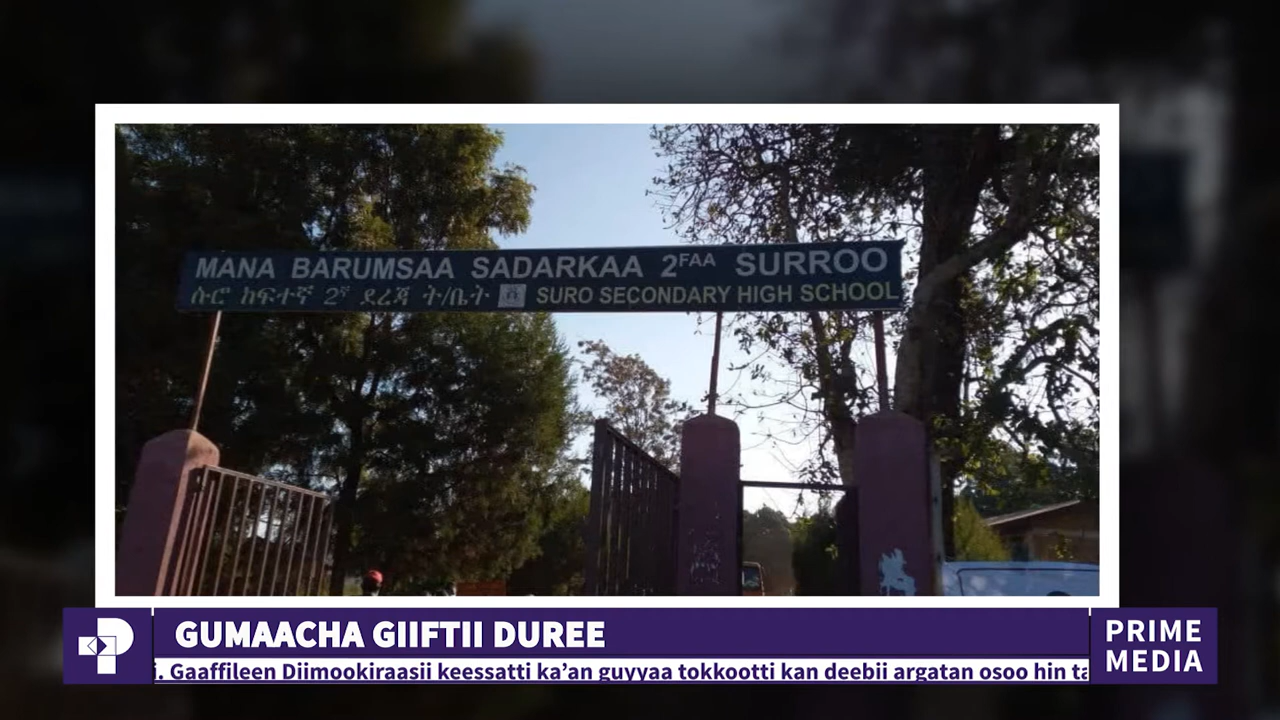 MANA BARUMSAA SADARKAA 2FAA SURROO
ሱሮ ከፍተኛ 2ኛ ደረጃ ት/ቤት SURO SECONDARY HIGH SCHOOL
GUMAACHA GIIFTII DUREE
PRIME
MEDIA
. Gaaffileen Diimookiraasii keessatti ka’an guyyaa tokkootti kan deebii argatan osoo hin